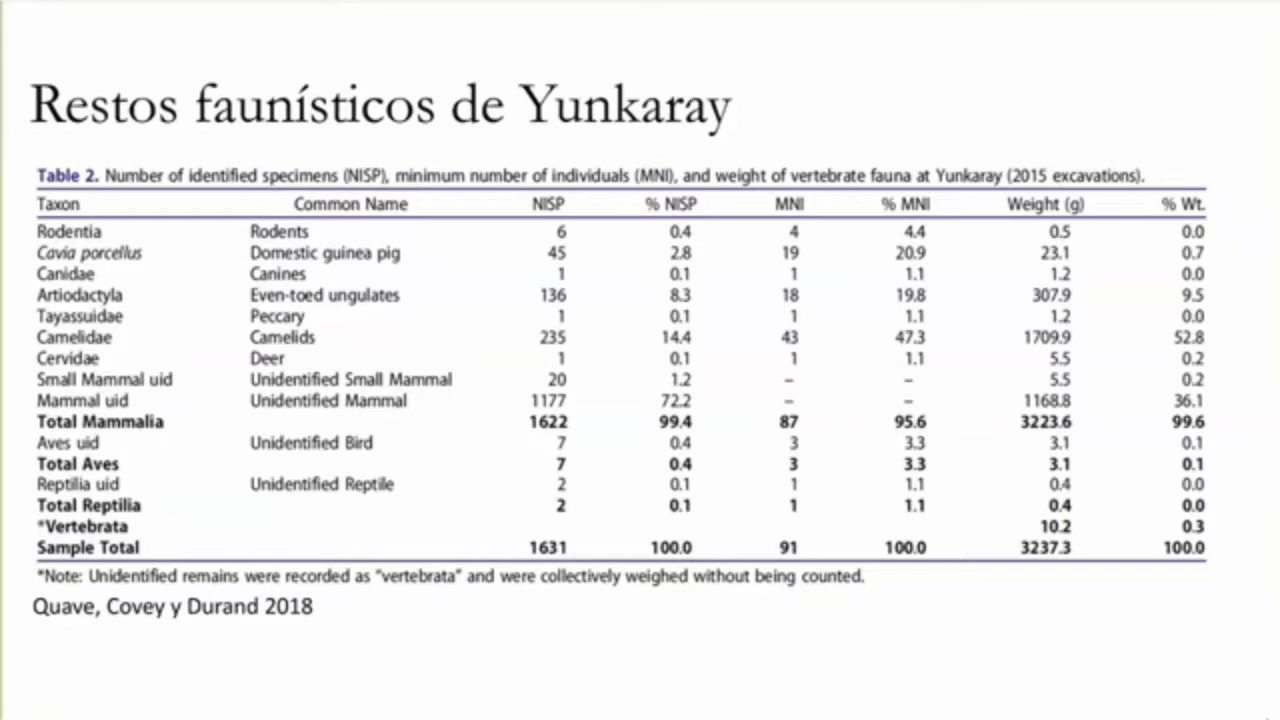 Restos faunísticos de Yunkaray
Table 2. Number of identified specimens (NISP), minimum number of individuals (MNI), and weight of vertebrate fauna at Yunkaray (2015 excavations).
Taxon Common Name NISP % NISP MNI % MNI Weight (g) % Wt.
Rodentia Rodents 6 0.4 4 4.4 0.5 0.0
Cavia porcellus Domestic guinea pig 45 2.8 19 20.9 23.1 0.7
Canidae Canines 1 0.1 1 1.1 1.2 0.0
Artiodactyla Even-toed ungulates 136 8.3 18 19.8 307.9 9.5
Tayassuidae Peccary 1 0.1 1 1.1 1.2 0.0
Camelidae Camelids 235 14.4 43 47.3 1709.9 52.8
Cervidae Deer 1 0.1 1 1.1 5.5 0.2
Small Mammal uid Unidentified Small Mammal 20 1.2 – – 5.5 0.2
Mammal uid Unidentified Mammal 1177 72.2 – – 1168.8 36.1
Total Mammalia 1622 99.4 87 95.6 3223.6 99.6
Aves uid Unidentified Bird 7 0.4 3 3.3 3.1 0.1
Total Aves 7 0.4 3 3.3 3.1 0.1
Reptilia uid Unidentified Reptile 2 0.1 1 1.1 0.4 0.0
Total Reptilia 2 0.1 1 1.1 0.4 0.0
*Vertebrata 10.2 0.3
Sample Total 1631 100.0 91 100.0 3237.3 100.0
*Note: Unidentified remains were recorded as "vertebrata" and were collectively weighed without being counted.
Quave, Covey y Durand 2018